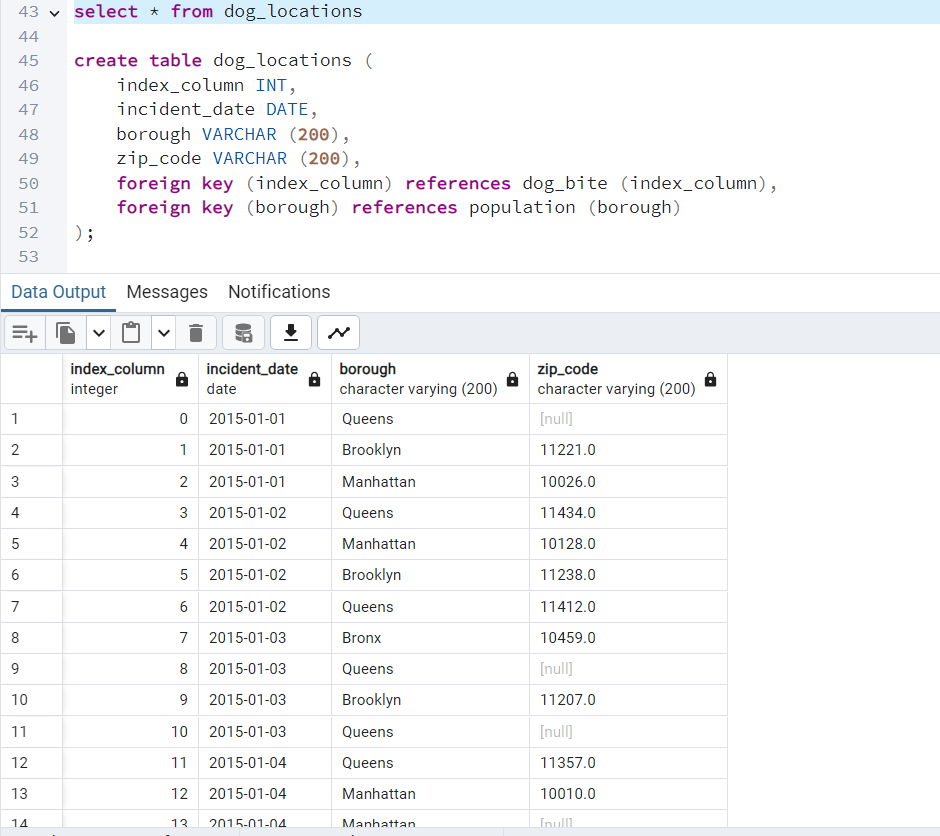 43 select * from dog_locations
44
45 create table dog_locations (
46 index_column INT,
47 incident_date DATE,
48 borough VARCHAR (200),
49 zip_code VARCHAR (200),
50 foreign key (index_column) references dog_bite (index_column),
51 foreign key (borough) references population (borough)
52 );
53
Data Output Messages Notifications
index_column incident_date borough zip_code
integer date character varying (200) character varying (200)
1 0 2015-01-01 Queens [null]
2 1 2015-01-01 Brooklyn 11221.0
3 2 2015-01-01 Manhattan 10026.0
4 3 2015-01-02 Queens 11434.0
5 4 2015-01-02 Manhattan 10128.0
6 5 2015-01-02 Brooklyn 11238.0
7 6 2015-01-02 Queens 11412.0
8 7 2015-01-03 Bronx 10459.0
9 8 2015-01-03 Queens [null]
10 9 2015-01-03 Brooklyn 11207.0
11 10 2015-01-03 Queens [null]
12 11 2015-01-04 Queens 11357.0
13 12 2015-01-04 Manhattan 10010.0
14 13 2015-01-04 Manhattan [null]